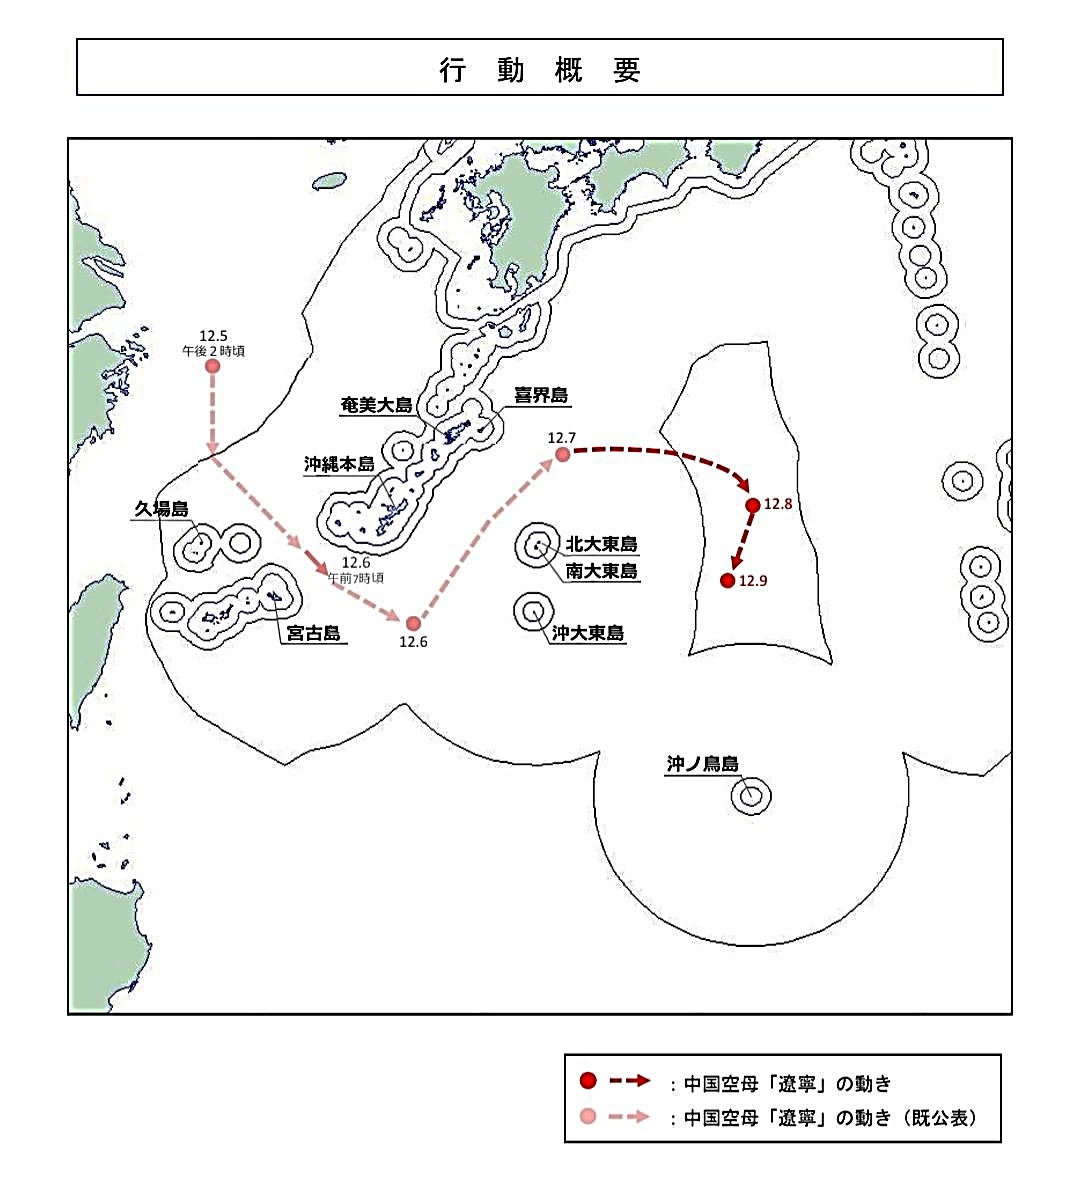 行動概要
12.5
午後２時頃
喜界島
奄美大島
12.7
沖縄本島
12.8
久場島
北大東島
12.6
午前7時頃
南大東島
12.9
宮古島
12.6
沖大東島
沖ノ鳥島
：中国空母「遼寧」の動き
：中国空母「遼寧」の動き（既公表）